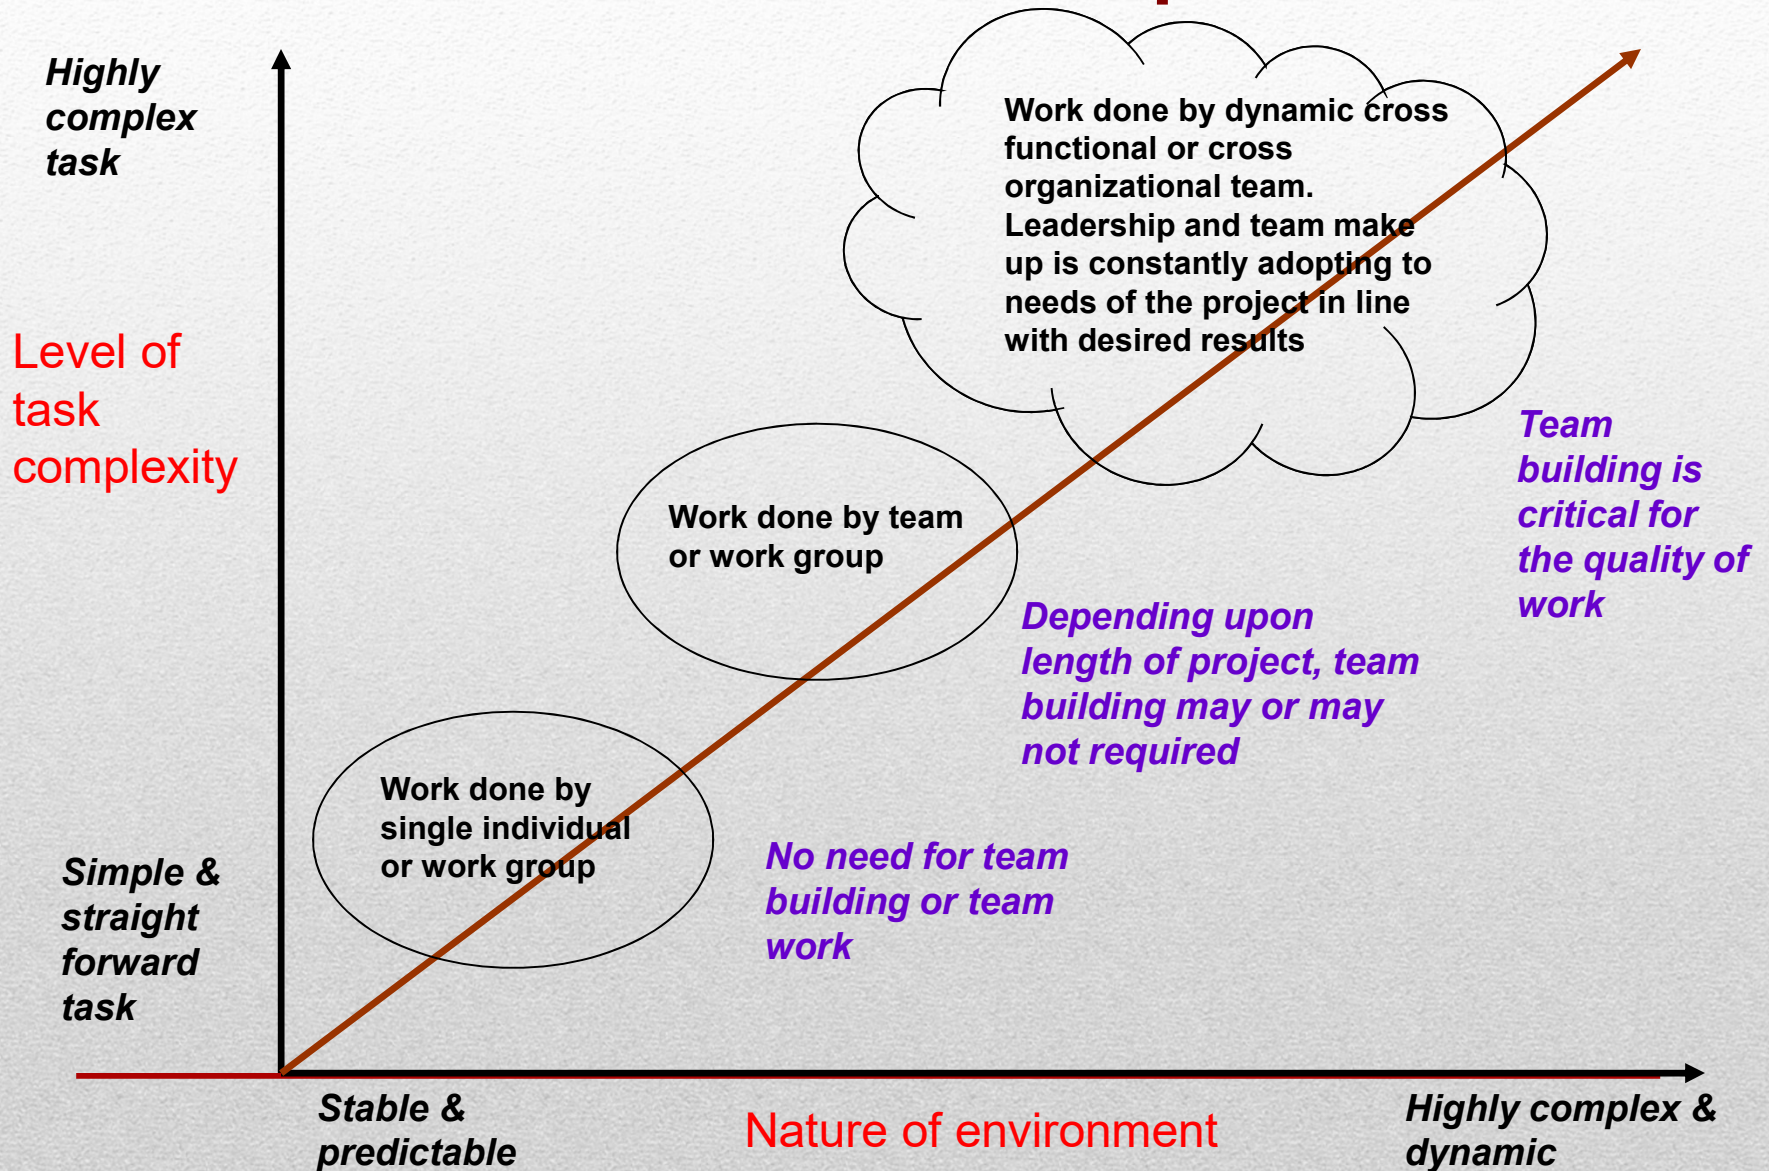 Highly
complex
task
Work done by dynamic cross
functional or cross
organizational team.
Leadership and team make
up is constantly adopting to
needs of the project in line
with desired results
Level of
task
complexity
Team
building is
critical for
the quality of
work
Work done by team
or work group
Depending upon
length of project, team
building may or may
not required
Work done by
single individual
or work group
No need for team
building or team
work
Simple &
straight
forward
task
Stable &
predictable
Nature of environment
Highly complex &
dynamic